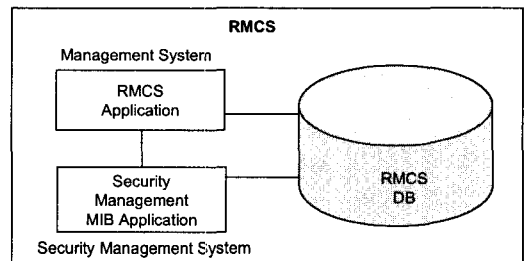 RMCS
Management System
RMCS
Application
Security
Management
MIB Application
Security Management System
RMCS
DB